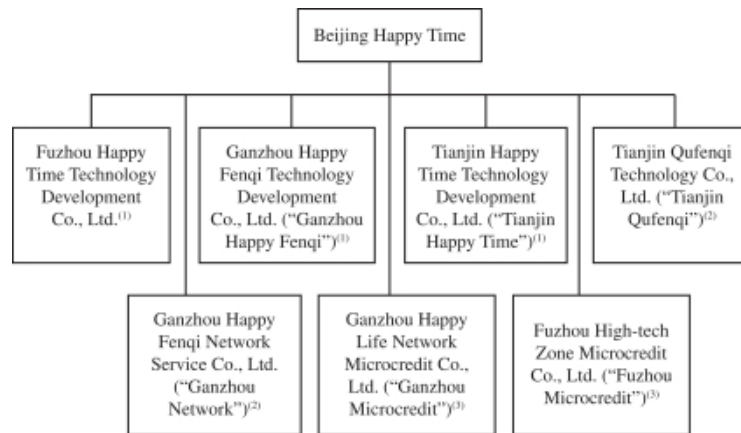 Beijing Happy Time
Fuzhou Happy
Time Technology
Development
Co., Ltd.(1)
Ganzhou Happy
Fenqi Technology
Development
Co., Ltd. (“Ganzhou
Happy Fenqi”)(1)
Tianjin Happy
Time Technology
Development
Co., Ltd. (“Tianjin
Happy Time”)(1)
Tianjin Qufenqi
Technology Co.,
Ltd. (“Tianjin
Qufenqi”)(2)
Ganzhou Happy
Fenqi Network
Service Co., Ltd.
(“Ganzhou
Network”)(2)
Ganzhou Happy
Life Network
Microcredit Co.,
Ltd. (“Ganzhou
Microcredit”)(3)
Fuzhou High-tech
Zone Microcredit
Co., Ltd. (“Fuzhou
Microcredit”)(3)